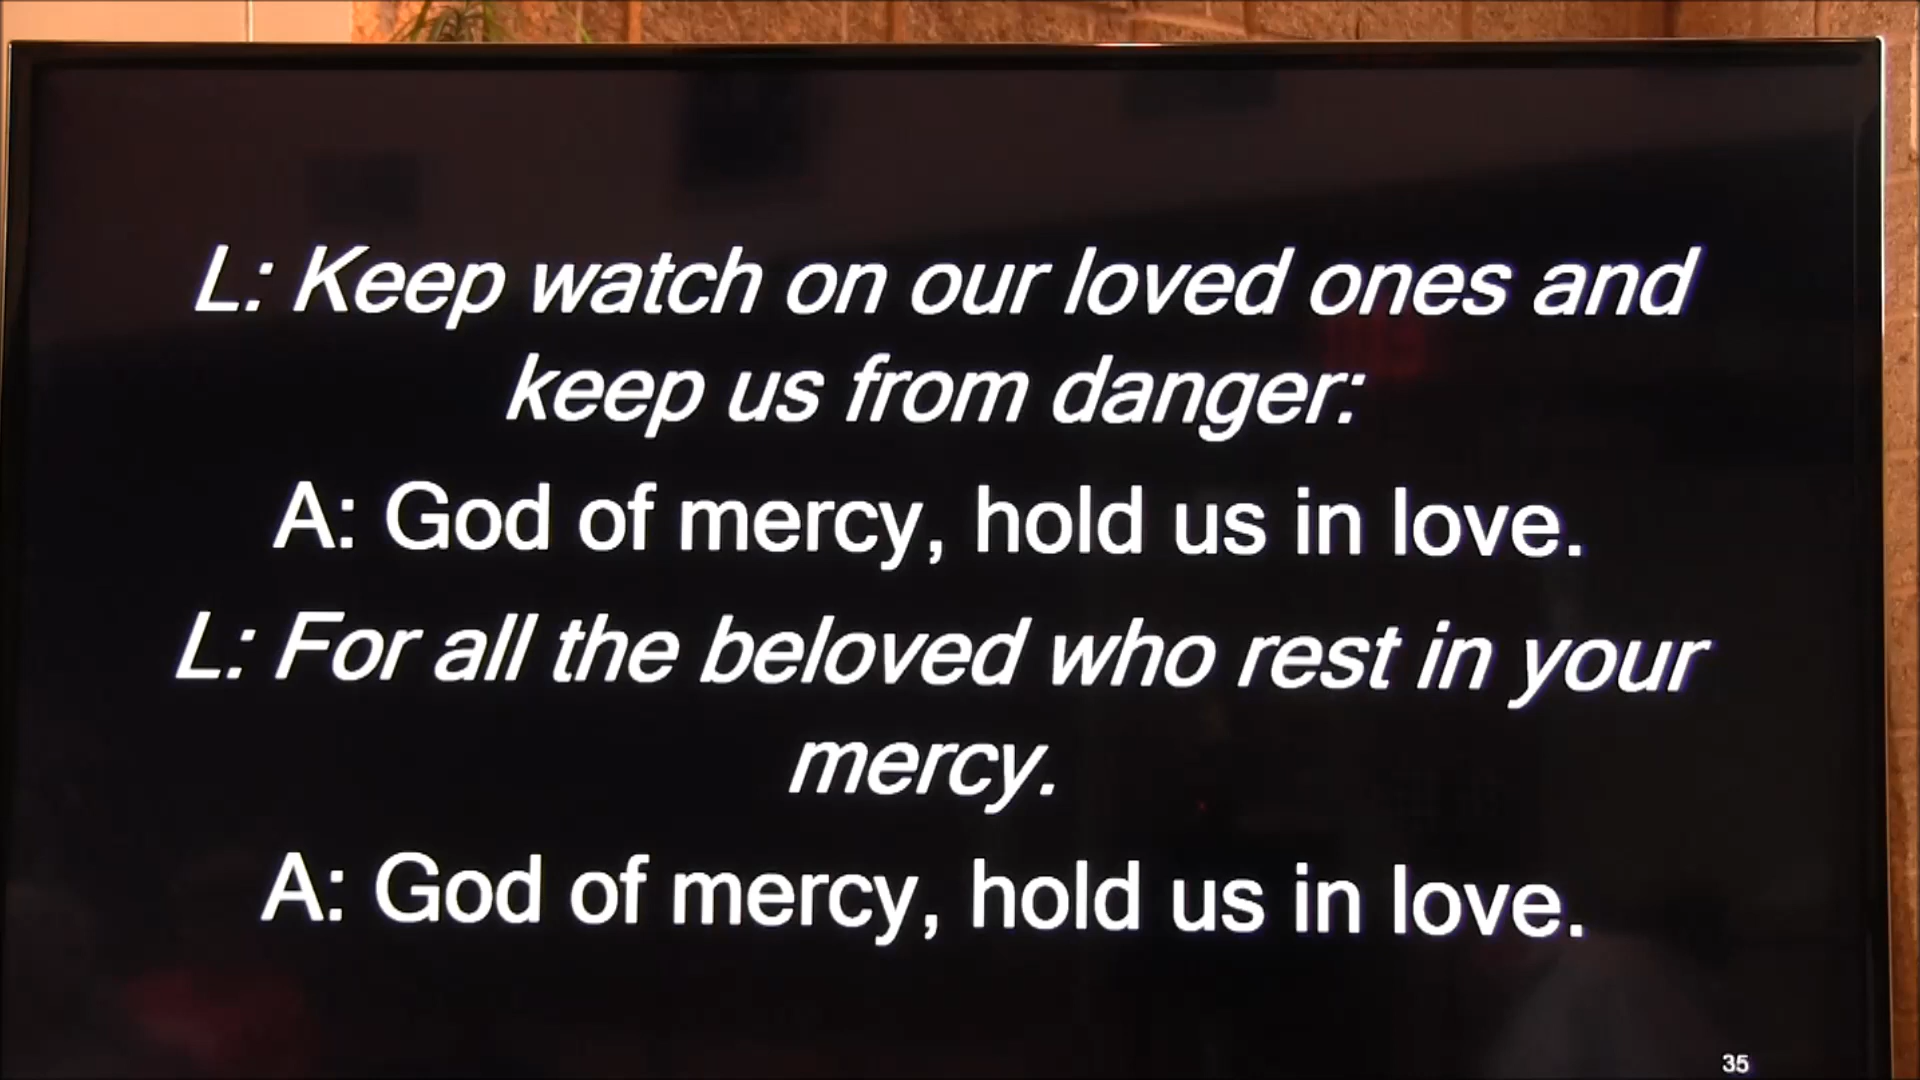 L: Keep watch on our loved ones and
keep us from danger:
A: God of mercy, hold us in love.
L: For all the beloved who rest in your
mercy.
A: God of mercy, hold us in love.
35